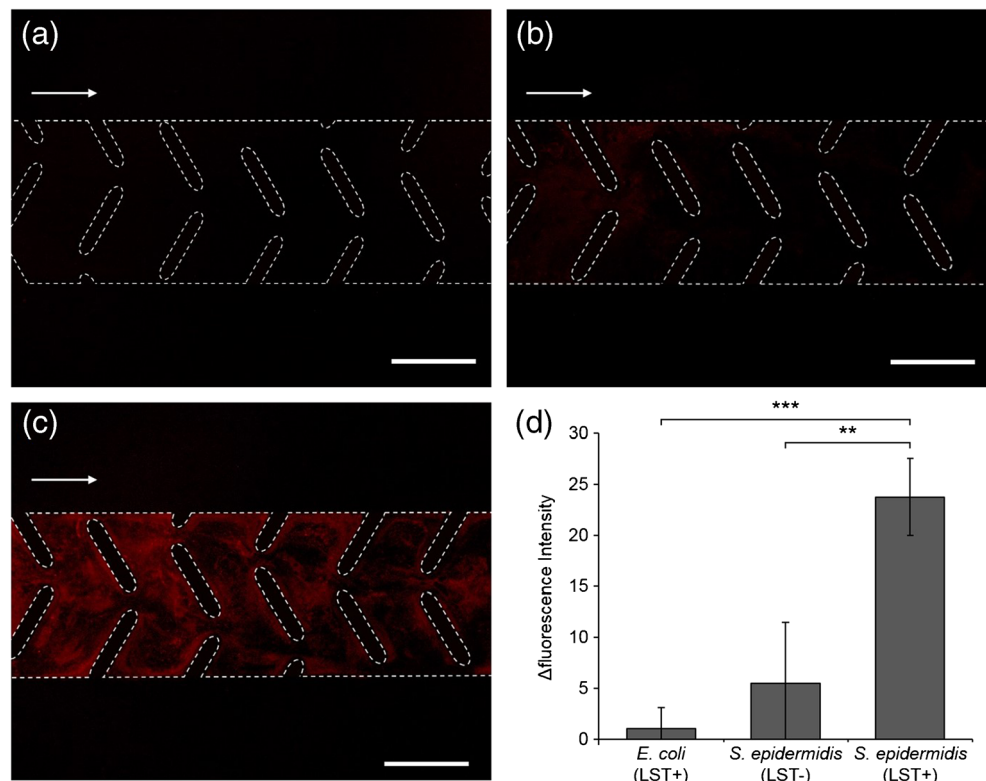 (a)
(b)
(c)
(d)
***
**
30
25
20
15
10
5
0
Δfluorescence Intensity
E. coli
(LST+)
S. epidermidis
(LST-)
S. epidermidis
(LST+)